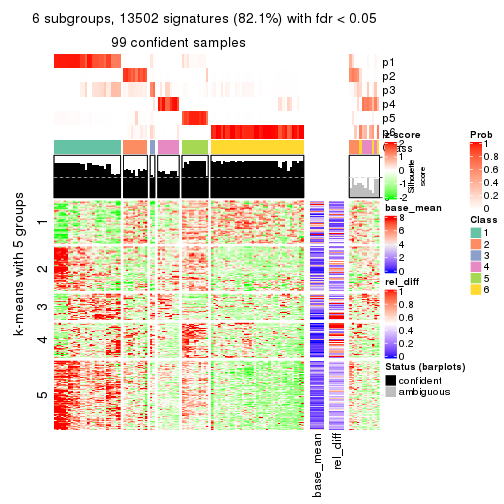 6 subgroups, 13502 signatures (82.1%) with fdr < 0.05
99 confident samples
p1
p2
p3
p4
p5
p6
Class
z-score
2
1
0
-1
-2
Silhouette
score
Prob
1
0.8
0.6
0.4
0.2
0
Class
1
2
3
4
5
6
base_mean
8
6
4
2
0
rel_diff
1
0.8
0.6
0.4
0.2
0
Status (barplots)
confident
ambiguous
k-means with 5 groups
1
2
3
4
5
base_mean
rel_diff